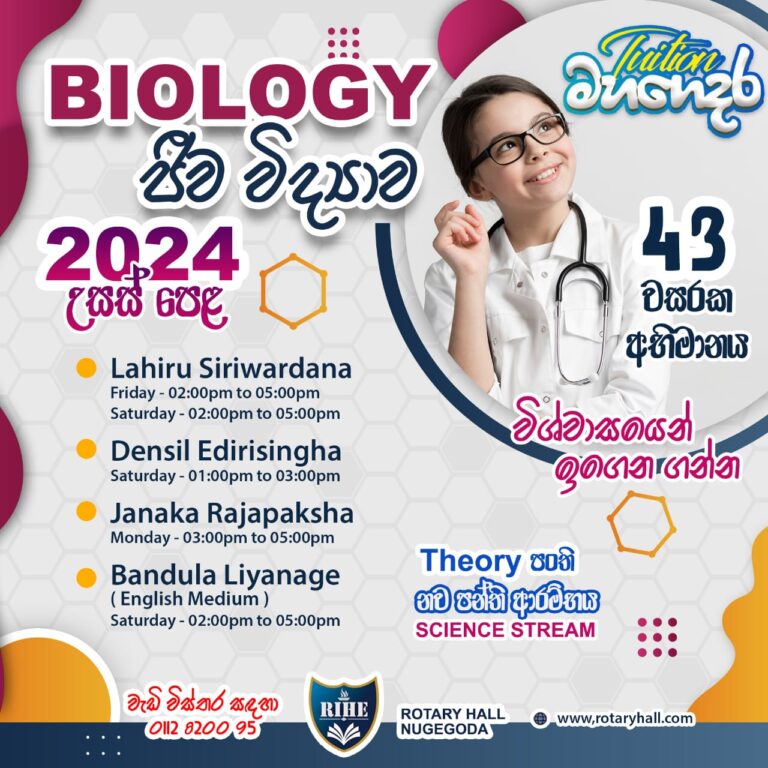 Tuition
මහගෙදර
BIOLOGY
ජීව විද්‍යාව
2024
උසස් පෙළ
43
වසරක
අභිමානය
Lahiru Siriwardana
Friday - 02:00pm to 05:00pm
Saturday - 02:00pm to 05:00pm
Densil Edirisingha
Saturday - 01:00pm to 03:00pm
Janaka Rajapaksha
Monday - 03:00pm to 05:00pm
Bandula Liyanage
( English Medium )
Saturday - 02:00pm to 05:00pm
විශ්වාසයෙන්
ඉගෙන ගන්න
Theory පංති
නව පන්ති ආරම්භය
SCIENCE STREAM
වැඩි විස්තර සඳහා
0112 8200 95
RIHE
ROTARY HALL
NUGEGODA
www.rotaryhall.com